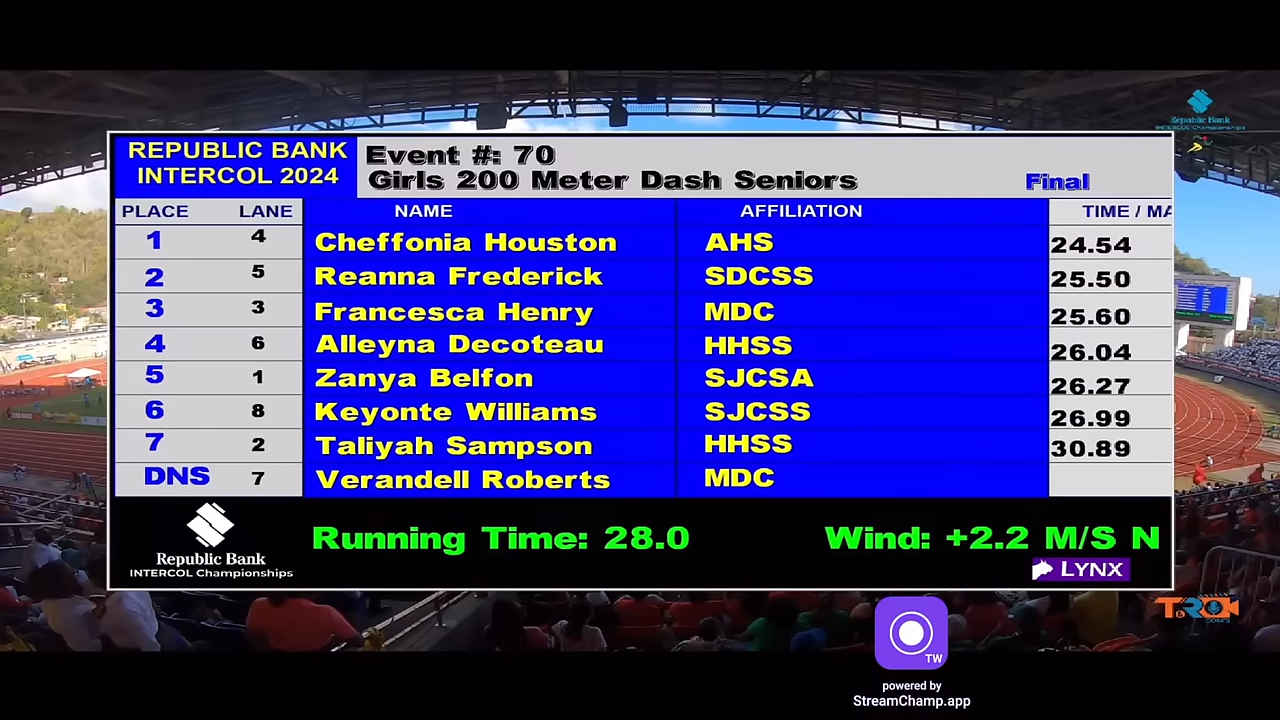 REPUBLIC BANK
INTERCOL 2024
Event #: 70
Girls 200 Meter Dash Seniors
Final
PLACE LANE NAME AFFILIATION TIME / MA
1 4 Cheffonia Houston AHS 24.54
2 5 Reanna Frederick SDCSS 25.50
3 3 Francesca Henry MDC 25.60
4 6 Alleyna Decoteau HHSS 26.04
5 1 Zanya Belfon SJCSA 26.27
6 8 Keyonte Williams SJCSS 26.99
7 2 Taliyah Sampson HHSS 30.89
DNS 7 Verandell Roberts MDC
Running Time: 28.0 Wind: +2.2 M/S N
Republic Bank
INTERCOL Championships
LYNX
Republic Bank
INTERCOL Championships
TW
powered by
StreamChamp.app